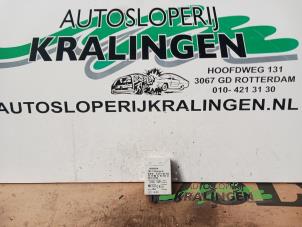 AUTOSLOPERIJ
KRALINGEN
HOOFDWEG 131
3067 GD ROTTERDAM
010- 421 31 30
AUTOSLOPERIJKRALINGEN.NL